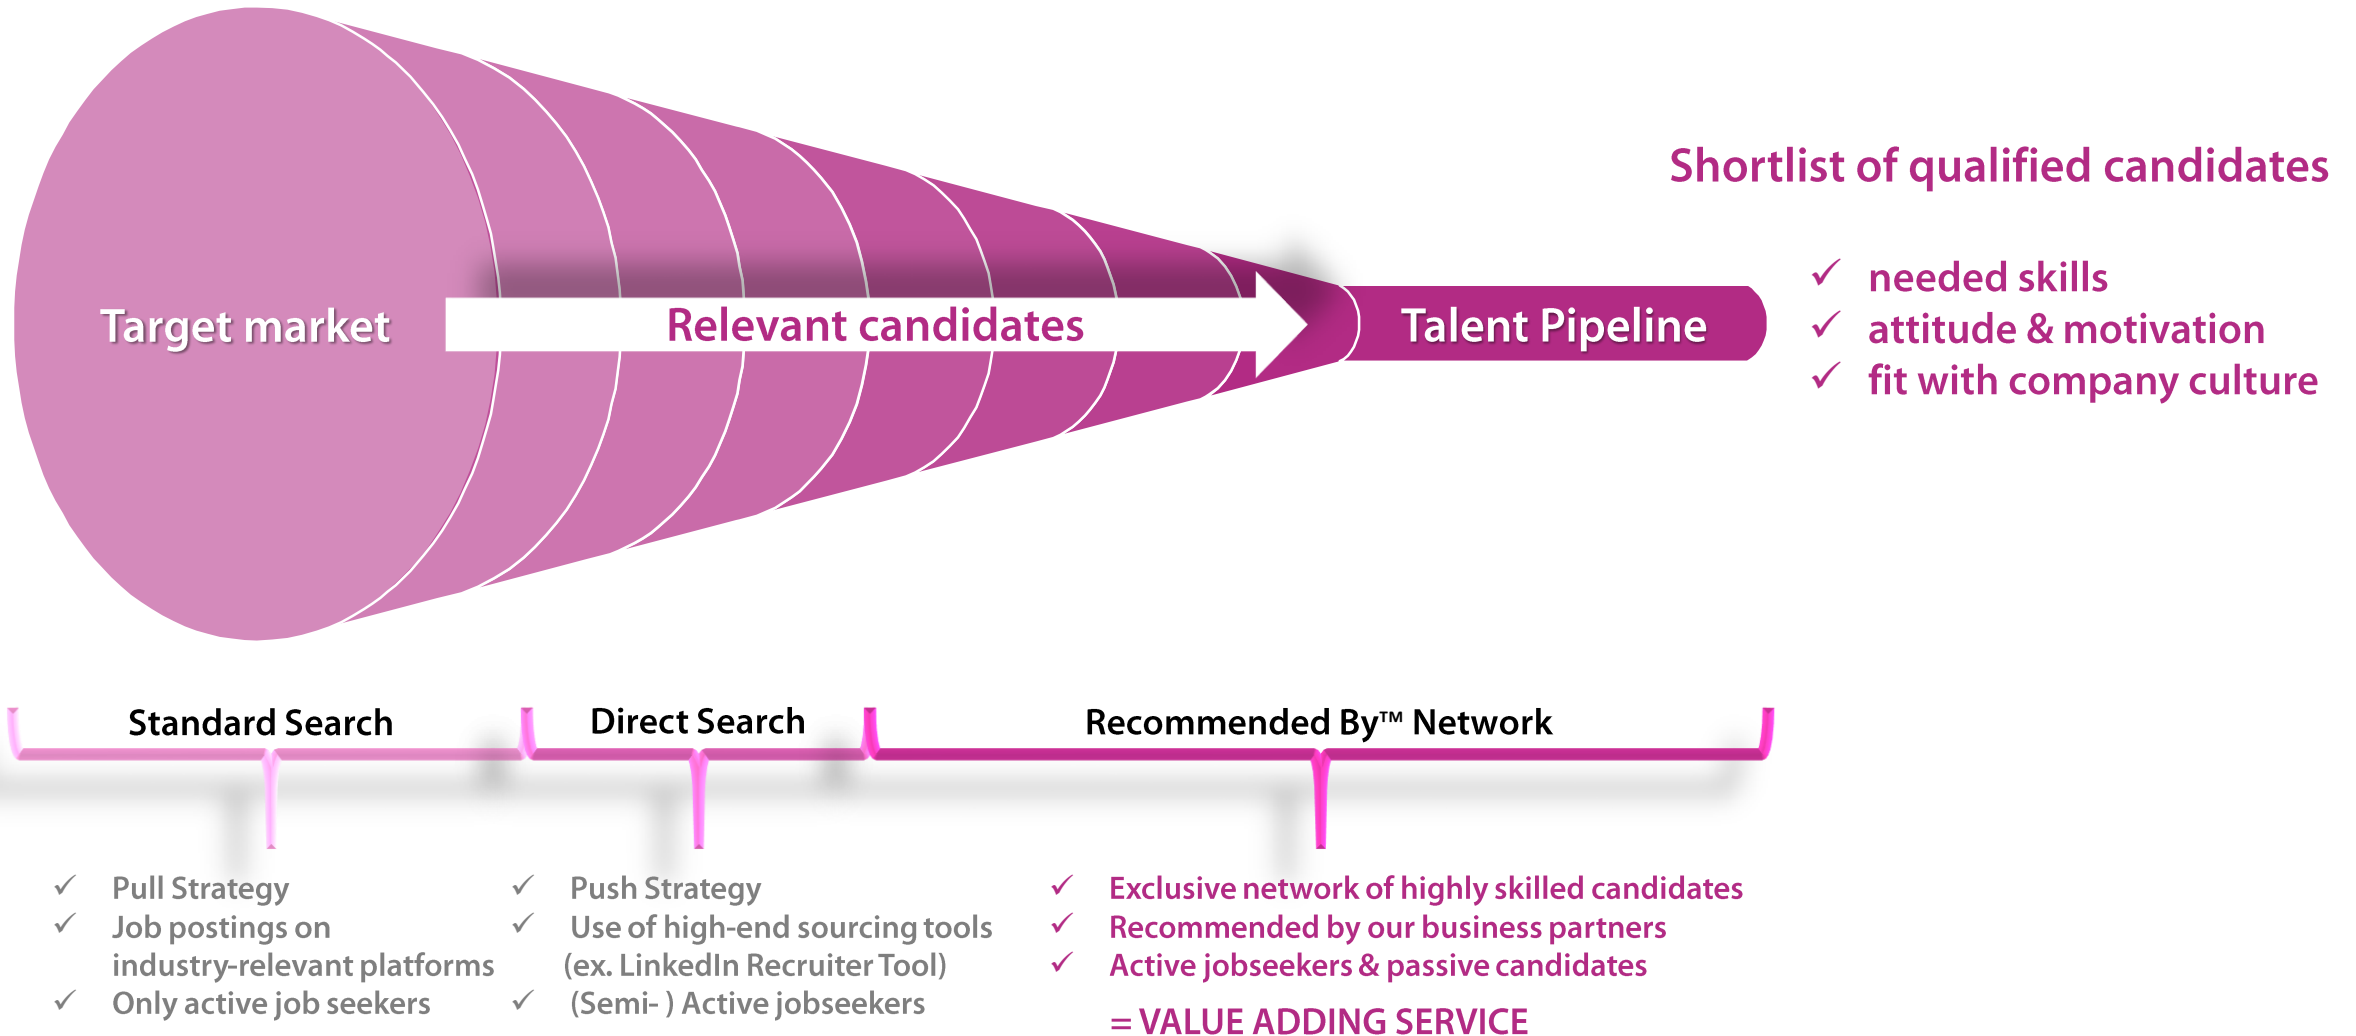 Shortlist of qualified candidates
✓ needed skills
✓ attitude & motivation
✓ fit with company culture
Target market
Relevant candidates
Talent Pipeline
Standard Search
✓ Pull Strategy
✓ Job postings on
industry-relevant platforms
✓ Only active job seekers
Direct Search
✓ Push Strategy
✓ Use of high-end sourcing tools
(ex. LinkedIn Recruiter Tool)
✓ (Semi- ) Active jobseekers
Recommended By™ Network
✓ Exclusive network of highly skilled candidates
✓ Recommended by our business partners
✓ Active jobseekers & passive candidates
= VALUE ADDING SERVICE